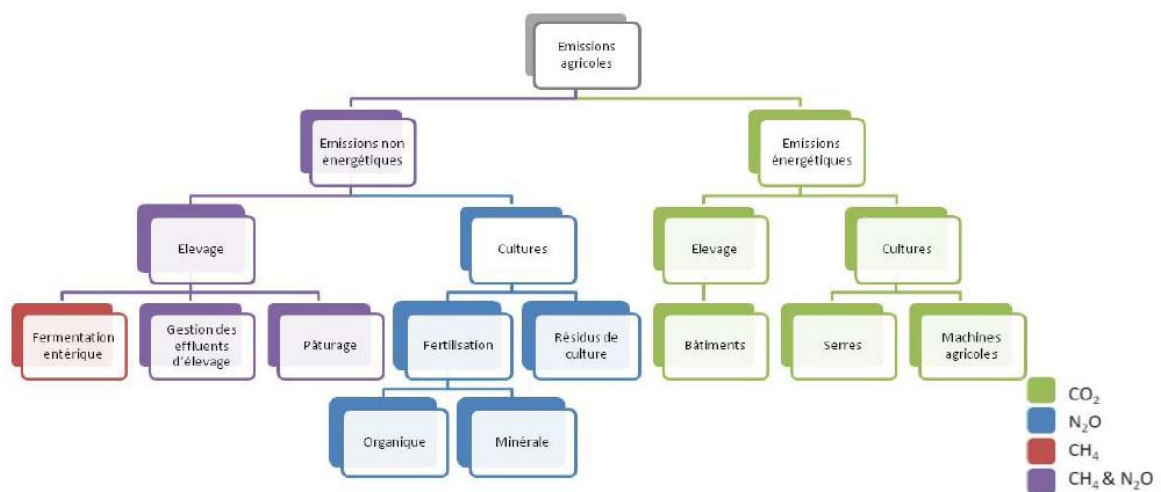 Emissions
agricoles
Emissions non
énergétiques
Emissions
énergétiques
Elevage
Cultures
Elevage
Cultures
Fermentation
entérique
Gestion des
effluents
d'élevage
Pâturage
Fertilisation
Résidus de
culture
Bâtiments
Serres
Machines
agricoles
Organique
Minérale
CO₂
N₂O
CH₄
CH₄ & N₂O